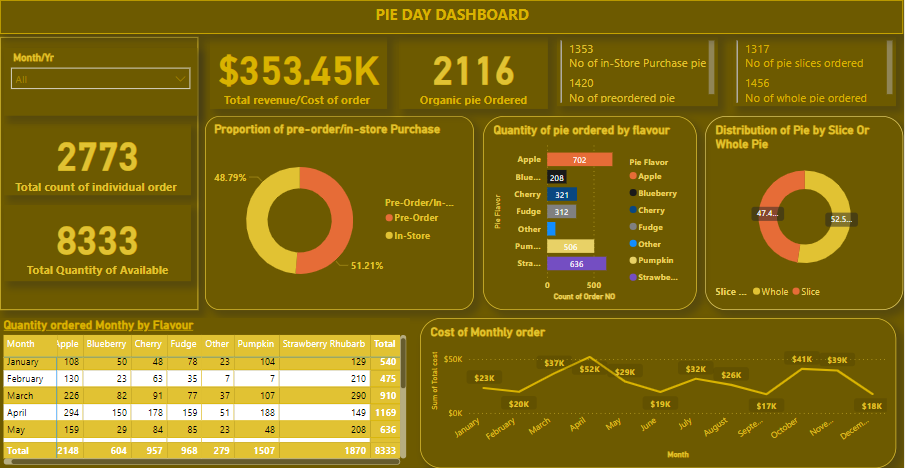 PIE DAY DASHBOARD
Month/Yr
All
$353.45K
Total revenue/Cost of order
2116
Organic pie Ordered
1353
No of in-Store Purchase pie
1420
No of preordered pie
1317
No of pie slices ordered
1456
No of whole pie ordered
2773
Total count of individual order
8333
Total Quantity of Available
Proportion of pre-order/in-store Purchase
48.79%
51.21%
Pre-Order/In-...
Pre-Order
In-Store
Quantity of pie ordered by flavour
Pie Flavor
Apple 702
Blue... 208
Cherry 321
Fudge 312
Other
Pum... 506
Stra... 636
0 500
Count of Order NO
Pie Flavor
Apple
Blueberry
Cherry
Fudge
Other
Pumpkin
Strawbe...
Distribution of Pie by Slice Or
Whole Pie
47.4...
52.5...
Slice ... Whole Slice
Quantity ordered Monthy by Flavour
Month Apple Blueberry Cherry Fudge Other Pumpkin Strawberry Rhubarb Total
January 108 50 48 78 23 104 129 540
February 130 23 63 35 7 7 210 475
March 226 82 91 77 37 107 290 910
April 294 150 178 159 51 188 149 1169
May 159 29 84 85 23 48 208 636
Total 2148 604 957 968 279 1507 1870 8333
Cost of Monthly order
Sum of Total cost
$50K
$0K
$23K
$20K
$37K
$52K
$29K
$19K
$32K
$26K
$17K
$41K
$39K
$18K
January
February
March
April
May
June
July
August
Septe...
October
Nove...
Decem...
Month